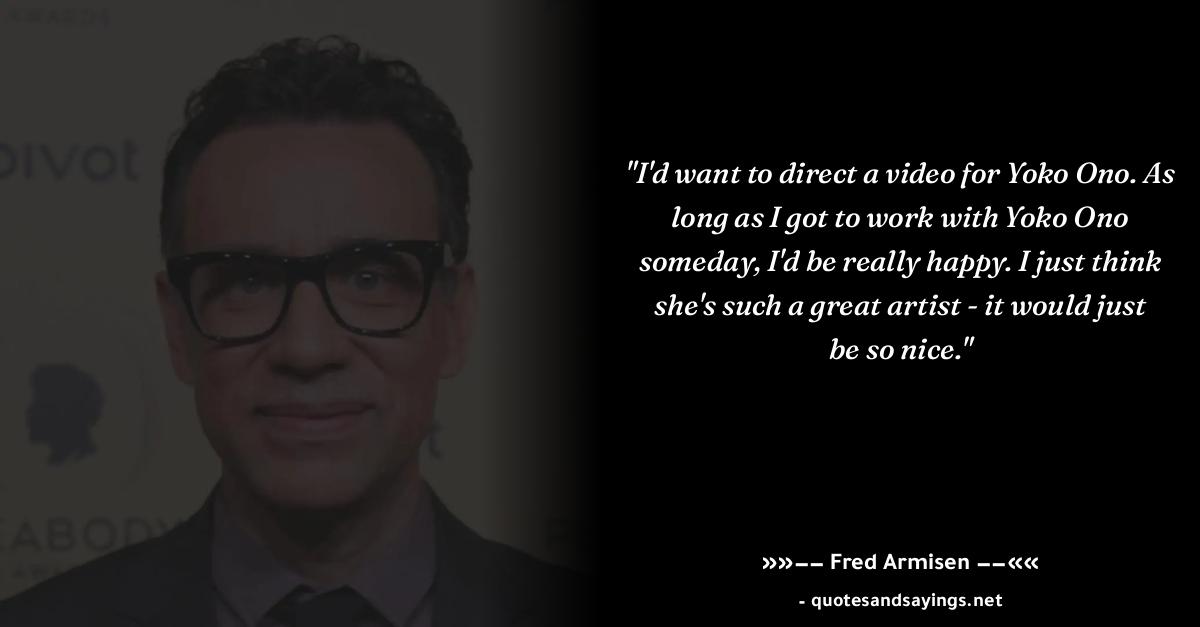 AWARDS
pivot
"I'd want to direct a video for Yoko Ono. As
long as I got to work with Yoko Ono
someday, I'd be really happy. I just think
she's such a great artist - it would just
be so nice."
t
EABODY
AWA
»»–– Fred Armisen ––««
- quotesandsayings.net